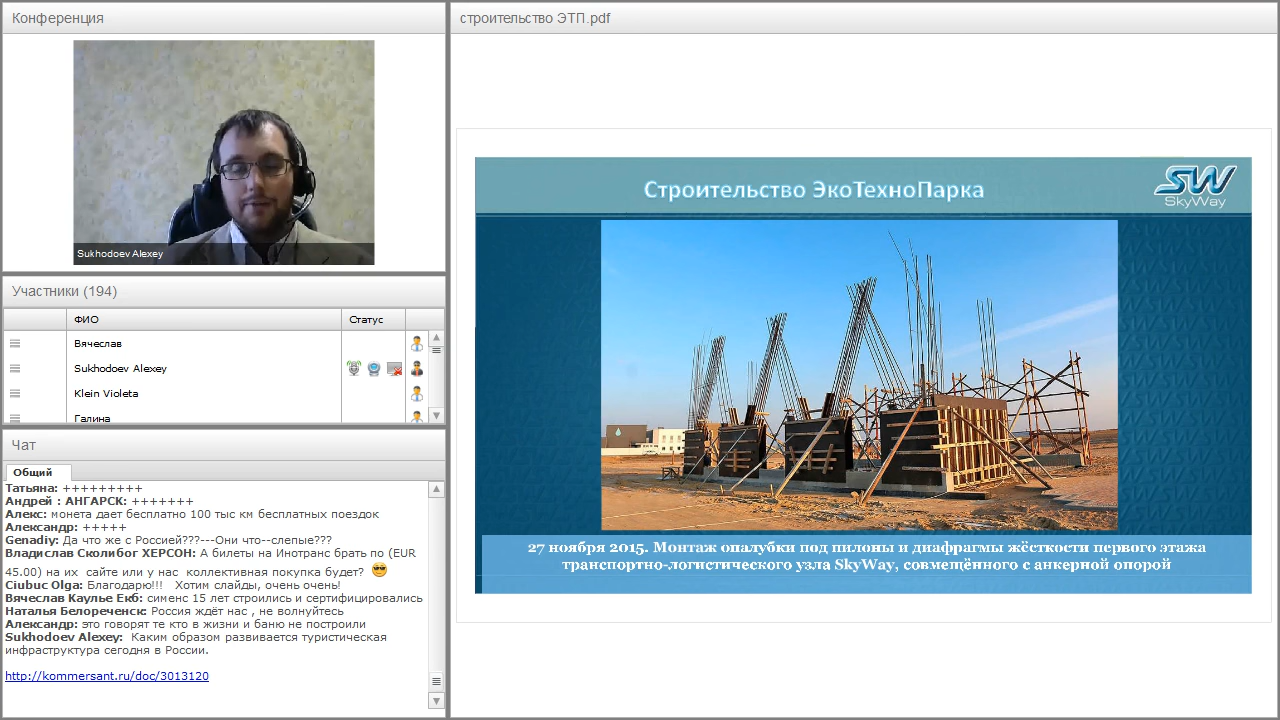 Конференция
Sukhodoev Alexey
Участники (194)
ФИО
Статус
Вячеслав
Sukhodoev Alexey
Klein Violeta
Галина
Чат
Общий
Татьяна: +++++++++
Андрей : АНГАРСК: +++++++
Алекс: монета дает бесплатно 100 тыс км бесплатных поездок
Александр: +++++
Genadiy: Да что же с Россией???---Они что--слепые???
Владислав Сколибог ХЕРСОН: А билеты на Инотранс брать по (EUR
45.00) на их сайте или у нас коллективная покупка будет?
Ciubuc Olga: Благодарю!!! Хотим слайды, очень очень!
Вячеслав Каулье Екб: сименс 15 лет строились и сертифицировались
Наталья Белореченск: Россия ждёт нас , не волнуйтесь
Александр: это говорят те кто в жизни и баню не построили
Sukhodoev Alexey: Каким образом развивается туристическая
инфраструктура сегодня в России.
http://kommersant.ru/doc/3013120
строительство ЭТП.pdf
Строительство ЭкоТехноПарка
SW
SkyWay
27 ноября 2015. Монтаж опалубки под пилоны и диафрагмы жёсткости первого этажа
транспортно-логистического узла SkyWay, совмещённого с анкерной опорой